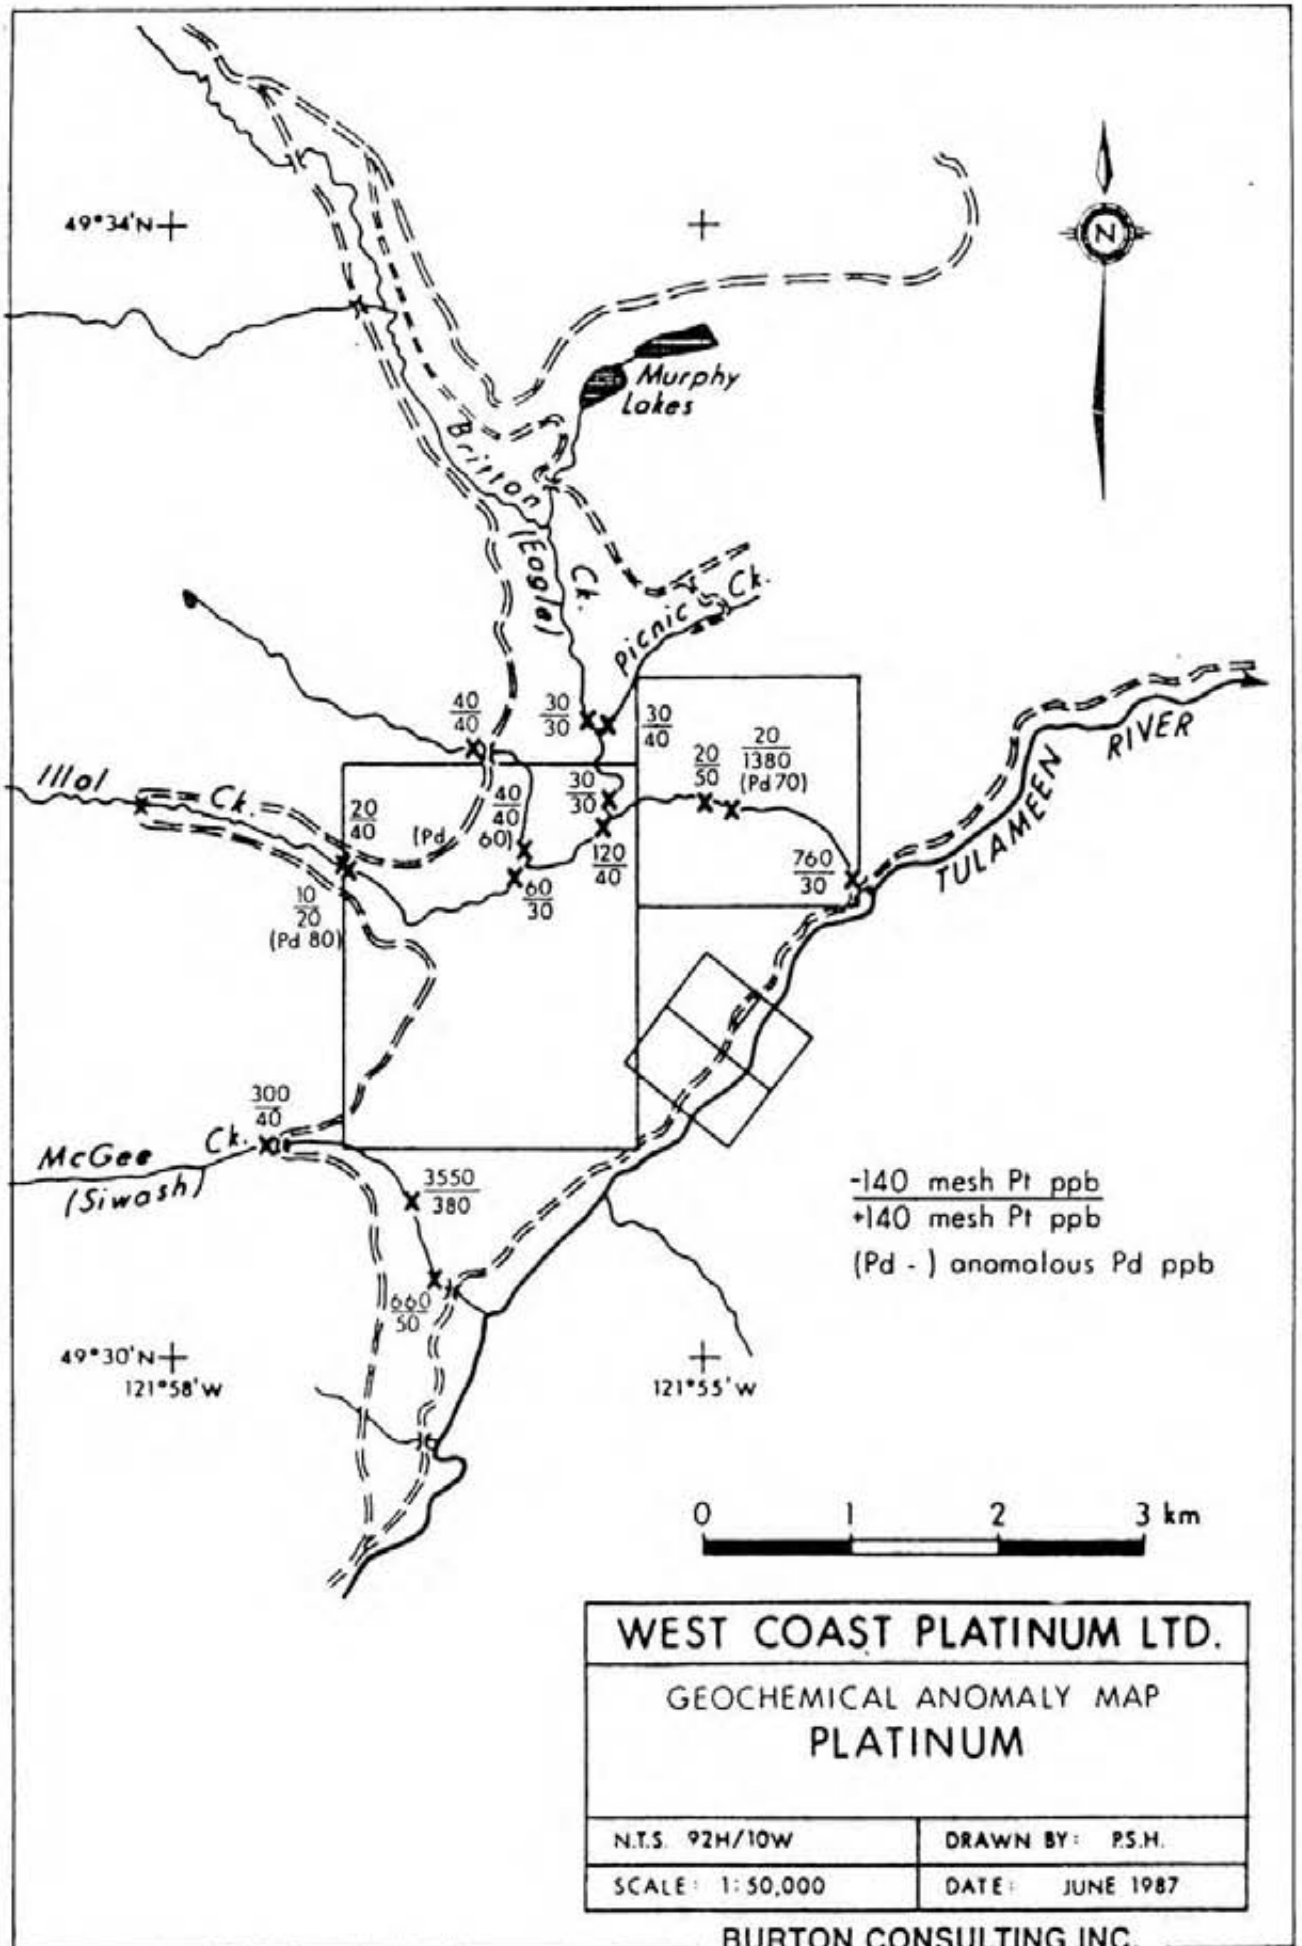 49°34'N
N
Murphy
Lakes
Britton
(Eagle)
Ck.
Picnic Ck.
40
40
30
30
30
40
20
50
20
1380
(Pd 70)
RIVER
TULAMEEN
Illal Ck.
20
40
(Pd 60)
40
40
30
30
120
40
760
30
60
30
10
20
(Pd 80)
300
40
McGee Ck.
(Siwash)
3550
380
660
50
-140 mesh Pt ppb
+140 mesh Pt ppb
(Pd - ) anomalous Pd ppb
49°30'N
121°58'W
121°55'W
0 1 2 3 km
WEST COAST PLATINUM LTD.
GEOCHEMICAL ANOMALY MAP
PLATINUM
N.T.S. 92H/10W
DRAWN BY: P.S.H.
SCALE: 1:50,000
DATE: JUNE 1987
BURTON CONSULTING INC.